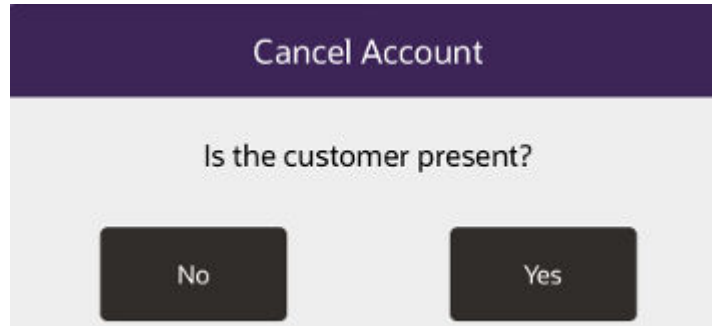 Cancel Account
Is the customer present?
No Yes